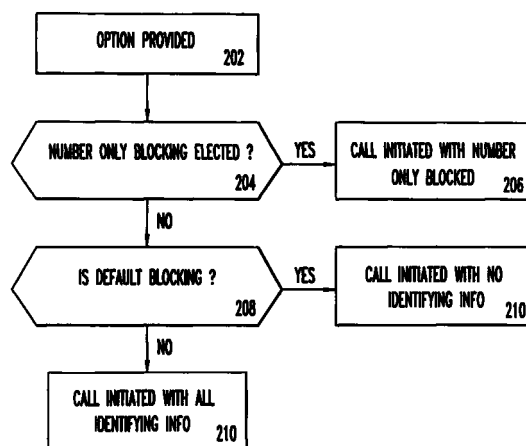 OPTION PROVIDED
202
NUMBER ONLY BLOCKING ELECTED ?
204
YES
CALL INITIATED WITH NUMBER
ONLY BLOCKED
206
NO
IS DEFAULT BLOCKING ?
208
YES
CALL INITIATED WITH NO
IDENTIFYING INFO
210
NO
CALL INITIATED WITH ALL
IDENTIFYING INFO
210